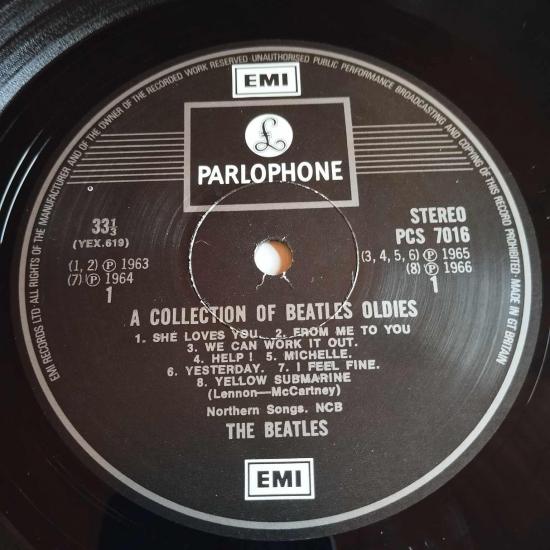 EMI RECORDS LTD · ALL RIGHTS OF THE MANUFACTURER AND OF THE OWNER OF THE RECORDED WORK RESERVED · UNAUTHORISED PUBLIC PERFORMANCE BROADCASTING AND COPYING OF THIS RECORD PROHIBITED · MADE IN GT BRITAIN
EMI
£
PARLOPHONE
33⅓
(YEX.619)
STEREO
PCS 7016
(1, 2) Ⓟ 1963
(7) Ⓟ 1964
1
(3, 4, 5, 6) Ⓟ 1965
(8) Ⓟ 1966
1
A COLLECTION OF BEATLES OLDIES
1. SHE LOVES YOU. 2. FROM ME TO YOU
3. WE CAN WORK IT OUT.
4. HELP! 5. MICHELLE.
6. YESTERDAY. 7. I FEEL FINE.
8. YELLOW SUBMARINE
(Lennon—McCartney)
Northern Songs. NCB
THE BEATLES
EMI